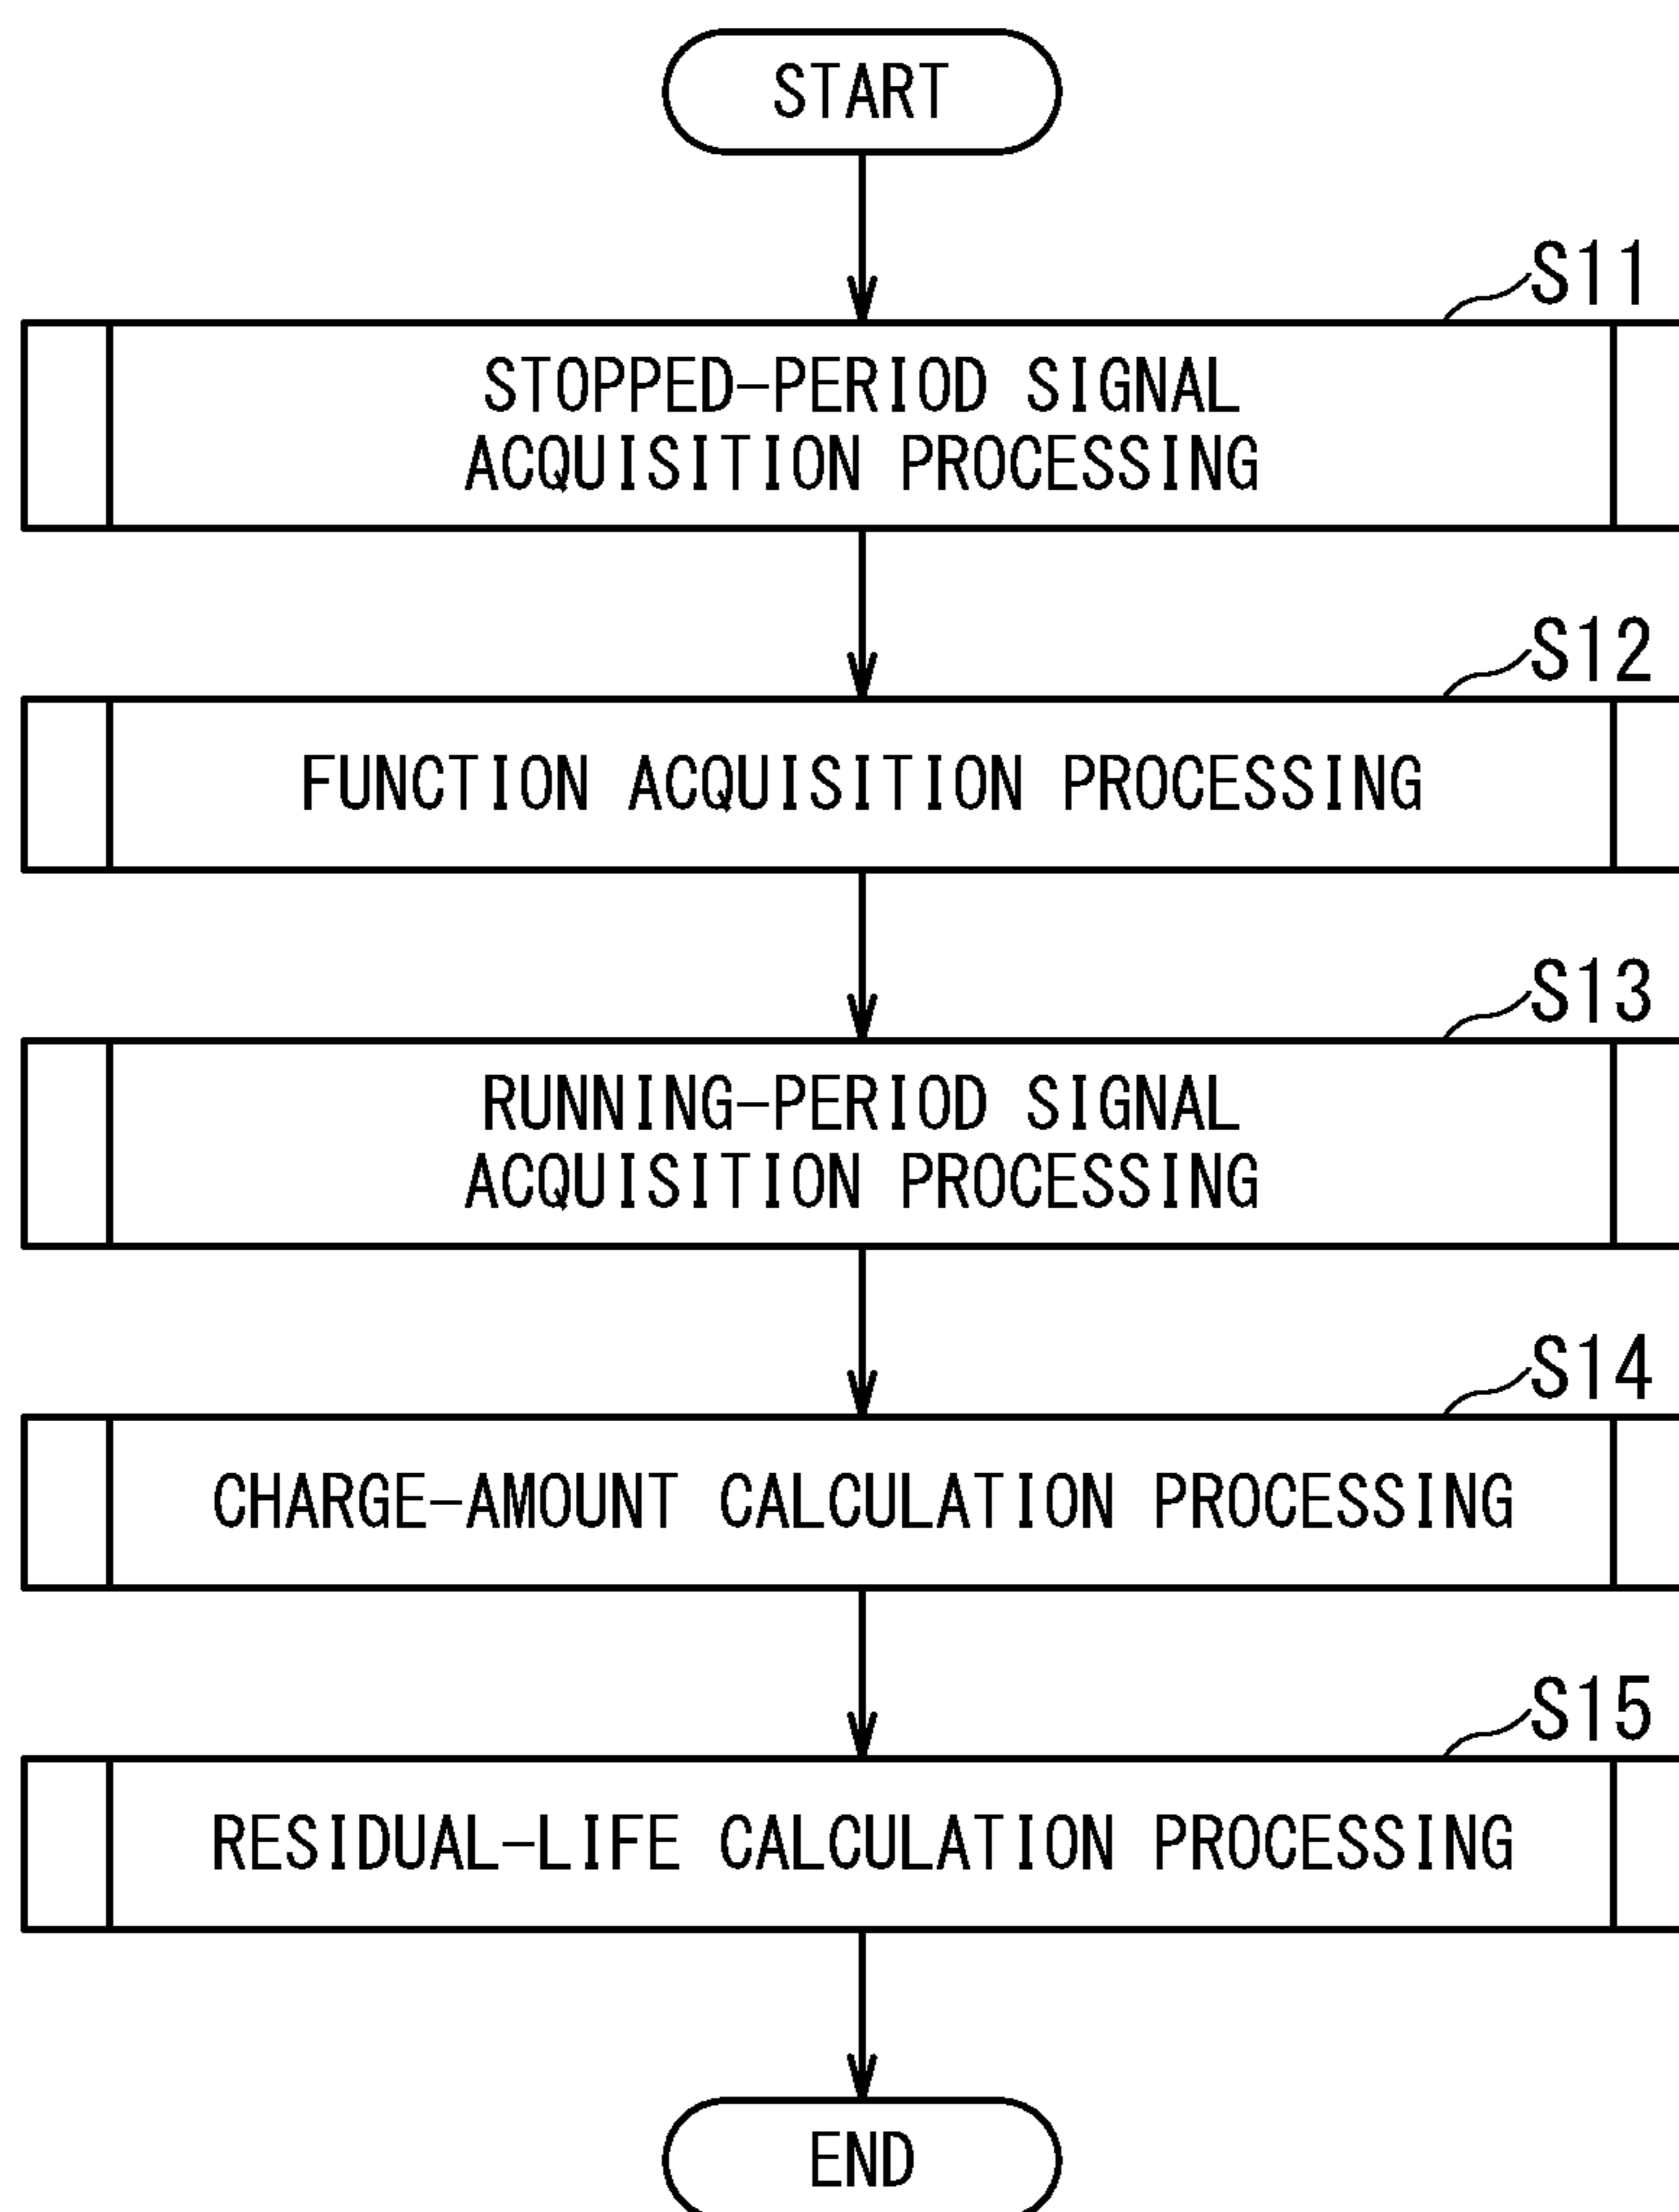 START
S11
STOPPED-PERIOD SIGNAL
ACQUISITION PROCESSING
S12
FUNCTION ACQUISITION PROCESSING
S13
RUNNING-PERIOD SIGNAL
ACQUISITION PROCESSING
S14
CHARGE-AMOUNT CALCULATION PROCESSING
S15
RESIDUAL-LIFE CALCULATION PROCESSING
END